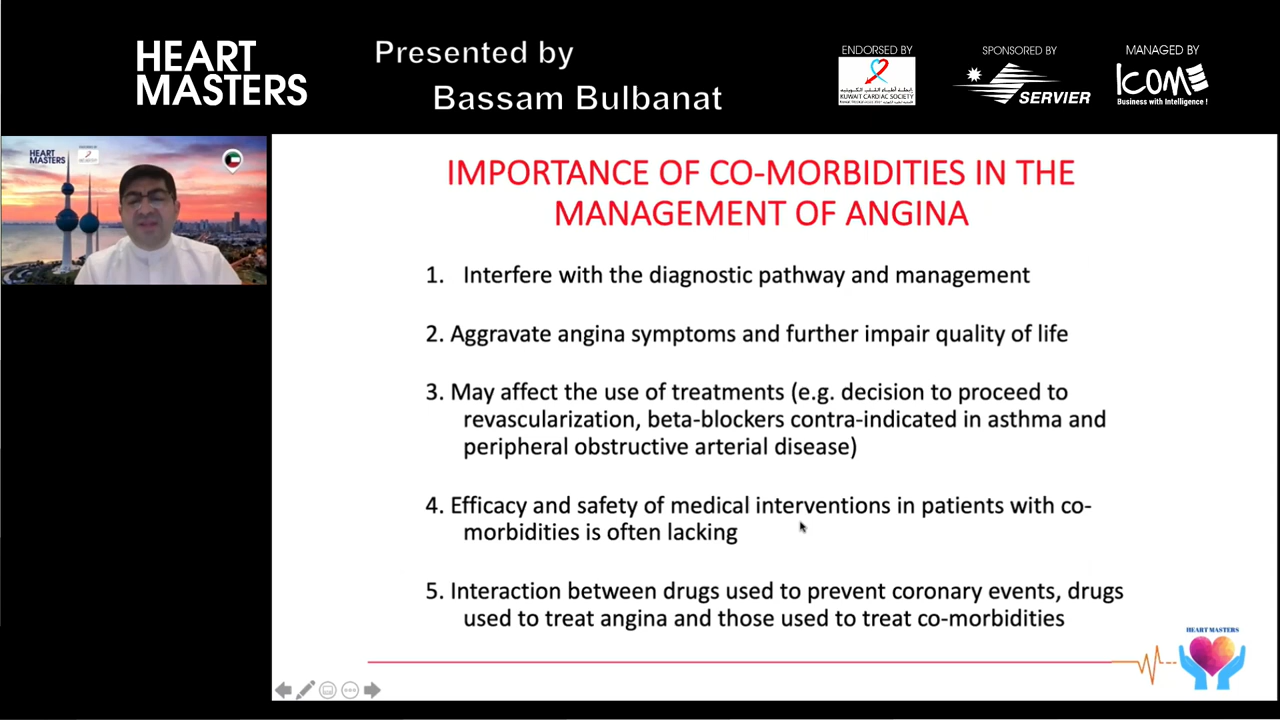 HEART
MASTERS
Presented by
Bassam Bulbanat
ENDORSED BY
KUWAIT CARDIAC SOCIETY
SPONSORED BY
SERVIER
MANAGED BY
ICOME
Business with Intelligence !
HEART
MASTERS
IMPORTANCE OF CO-MORBIDITIES IN THE
MANAGEMENT OF ANGINA
1. Interfere with the diagnostic pathway and management
2. Aggravate angina symptoms and further impair quality of life
3. May affect the use of treatments (e.g. decision to proceed to
revascularization, beta-blockers contra-indicated in asthma and
peripheral obstructive arterial disease)
4. Efficacy and safety of medical interventions in patients with co-
morbidities is often lacking
5. Interaction between drugs used to prevent coronary events, drugs
used to treat angina and those used to treat co-morbidities
HEART MASTERS